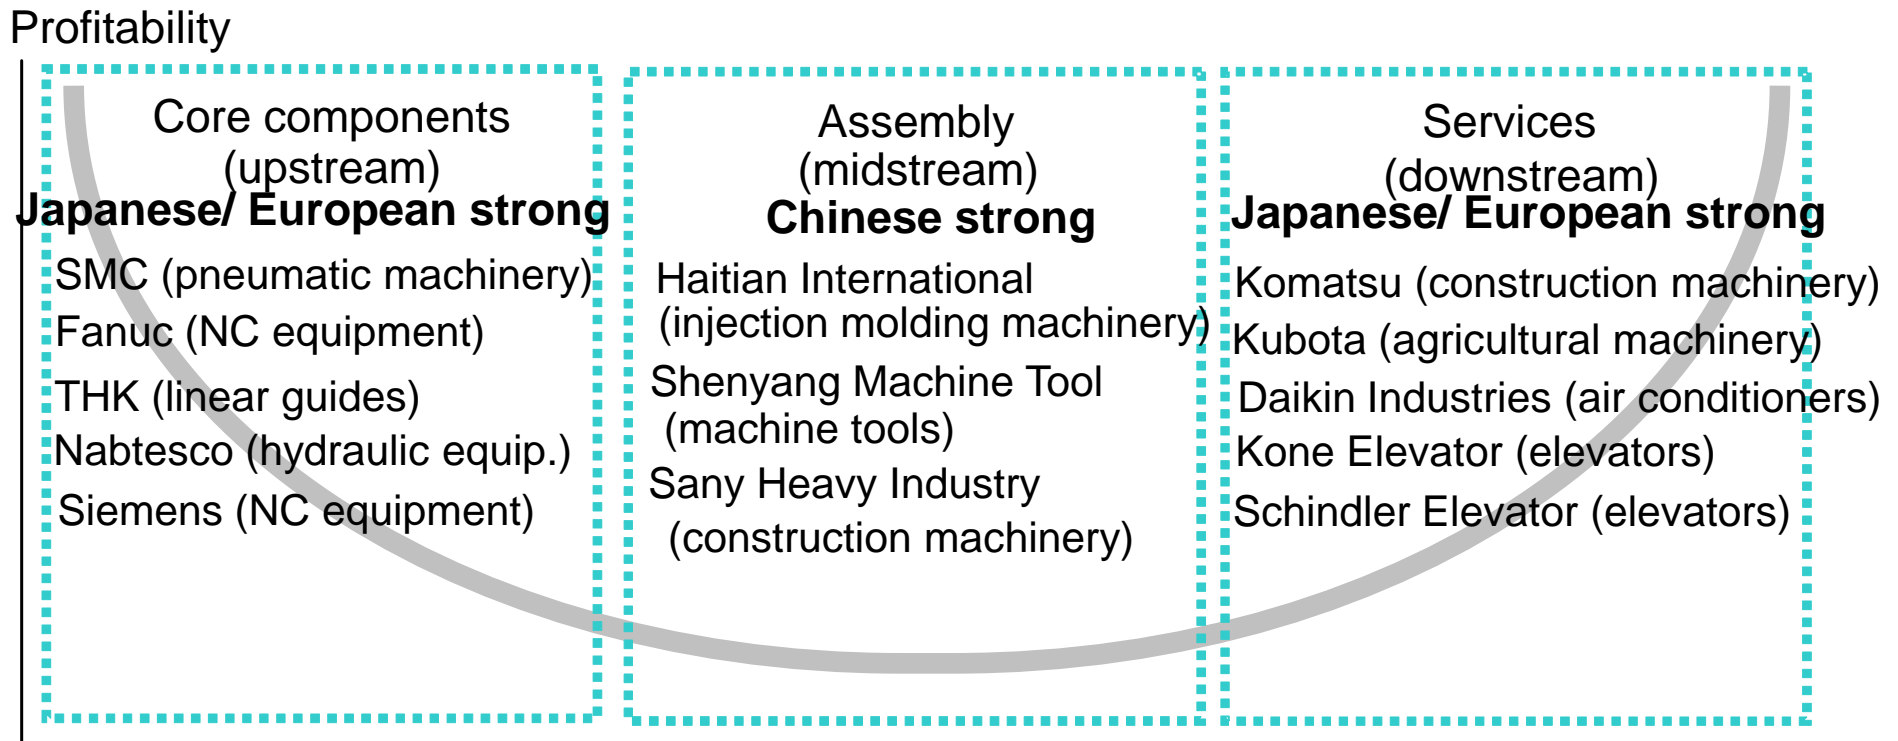 Profitability
Core components
(upstream)
Japanese/ European strong
SMC (pneumatic machinery)
Fanuc (NC equipment)
THK (linear guides)
Nabtesco (hydraulic equip.)
Siemens (NC equipment)
Assembly
(midstream)
Chinese strong
Haitian International
(injection molding machinery)
Shenyang Machine Tool
(machine tools)
Sany Heavy Industry
(construction machinery)
Services
(downstream)
Japanese/ European strong
Komatsu (construction machinery)
Kubota (agricultural machinery)
Daikin Industries (air conditioners)
Kone Elevator (elevators)
Schindler Elevator (elevators)